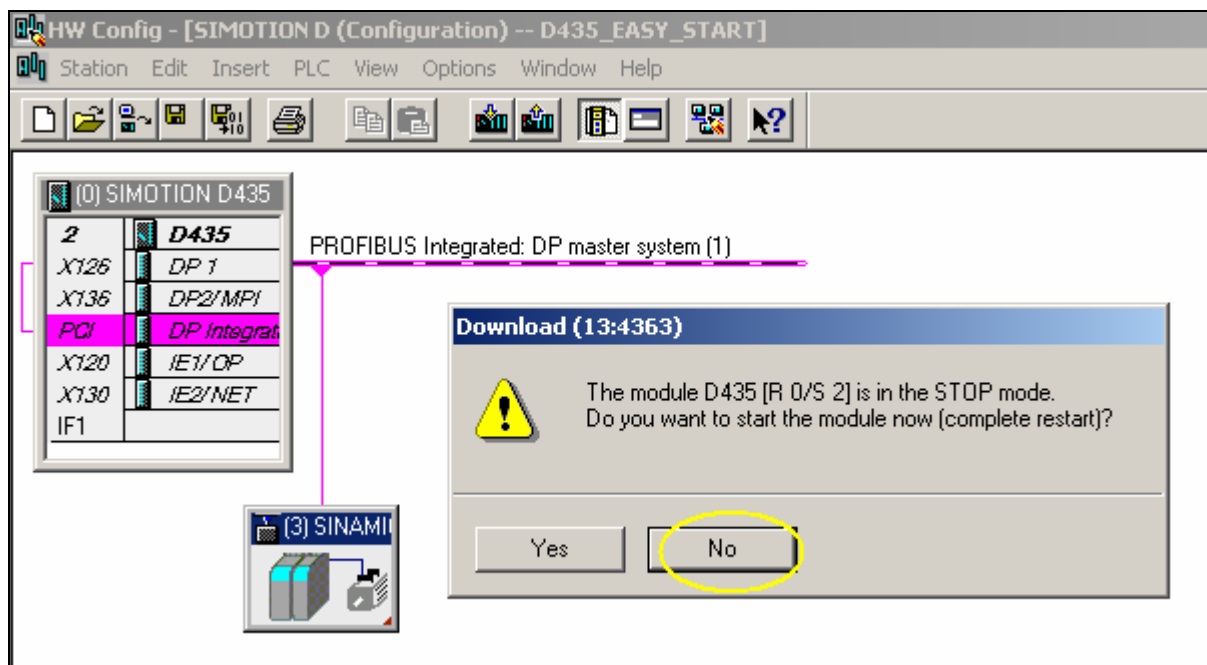 HW Config - [SIMOTION D (Configuration) -- D435_EASY_START]
Station Edit Insert PLC View Options Window Help
(0) SIMOTION D435
2 D435
X126 DP 1
X136 DP2/MPI
PCI DP Integrat
X120 IE1/OP
X130 IE2/NET
IF1
PROFIBUS Integrated: DP master system (1)
(3) SINAMI
Download (13:4363)
The module D435 [R 0/S 2] is in the STOP mode.
Do you want to start the module now (complete restart)?
Yes No